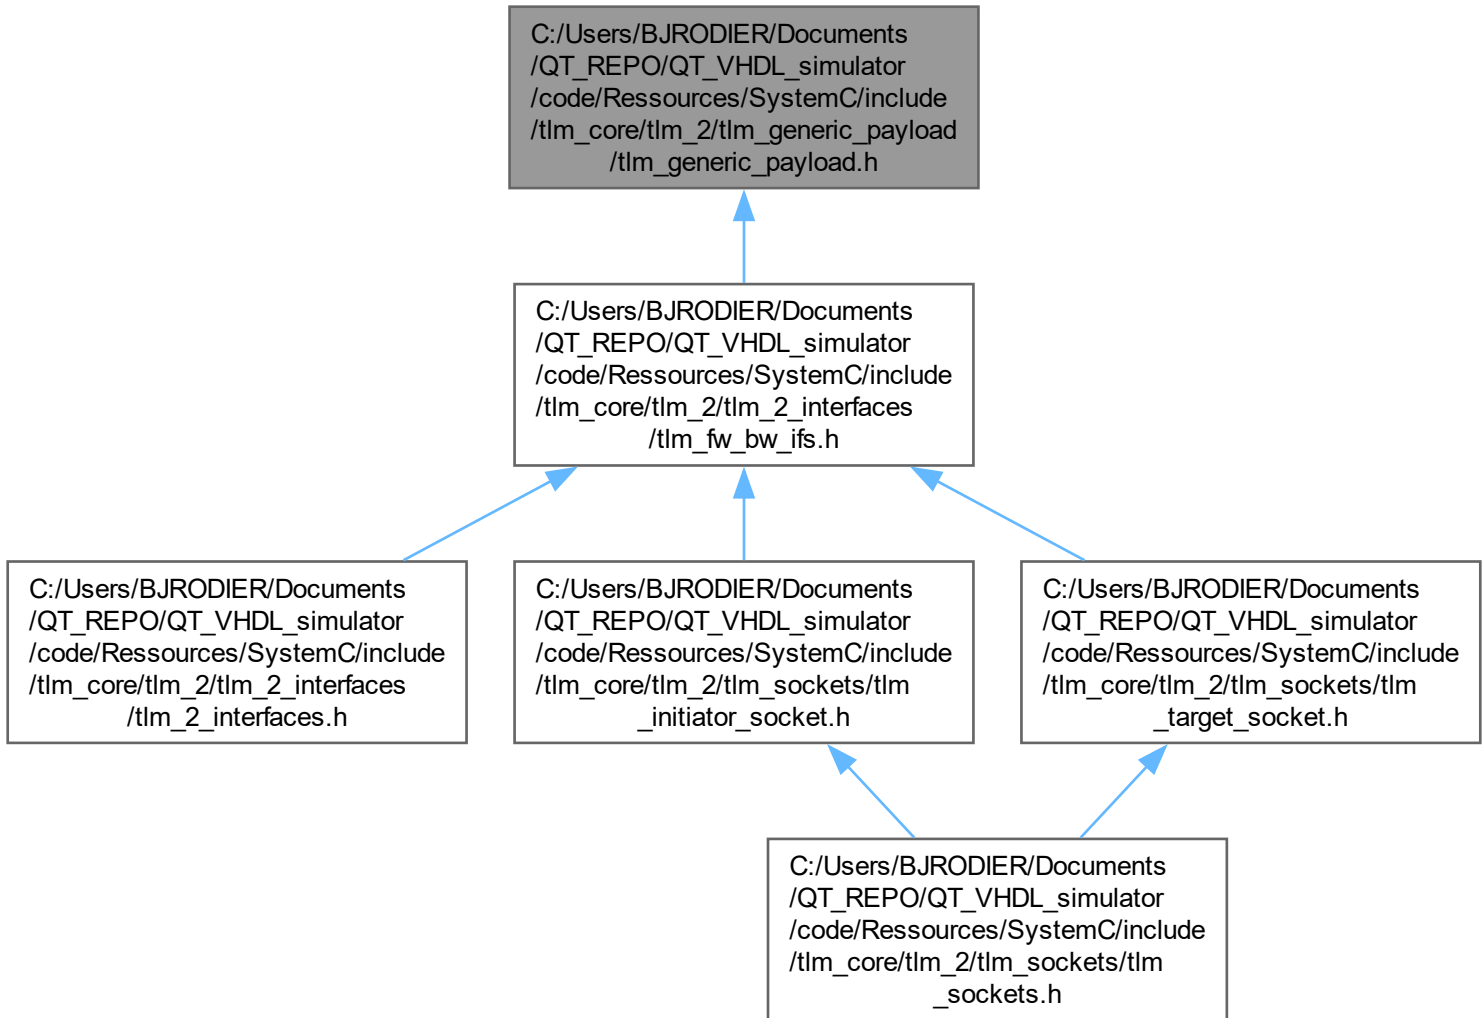 C:/Users/BJRODIER/Documents
/QT_REPO/QT_VHDL_simulator
/code/Ressources/SystemC/include
/tlm_core/tlm_2/tlm_generic_payload
/tlm_generic_payload.h
C:/Users/BJRODIER/Documents
/QT_REPO/QT_VHDL_simulator
/code/Ressources/SystemC/include
/tlm_core/tlm_2/tlm_2_interfaces
/tlm_fw_bw_ifs.h
C:/Users/BJRODIER/Documents
/QT_REPO/QT_VHDL_simulator
/code/Ressources/SystemC/include
/tlm_core/tlm_2/tlm_2_interfaces
/tlm_2_interfaces.h
C:/Users/BJRODIER/Documents
/QT_REPO/QT_VHDL_simulator
/code/Ressources/SystemC/include
/tlm_core/tlm_2/tlm_sockets/tlm
_initiator_socket.h
C:/Users/BJRODIER/Documents
/QT_REPO/QT_VHDL_simulator
/code/Ressources/SystemC/include
/tlm_core/tlm_2/tlm_sockets/tlm
_target_socket.h
C:/Users/BJRODIER/Documents
/QT_REPO/QT_VHDL_simulator
/code/Ressources/SystemC/include
/tlm_core/tlm_2/tlm_sockets/tlm
_sockets.h